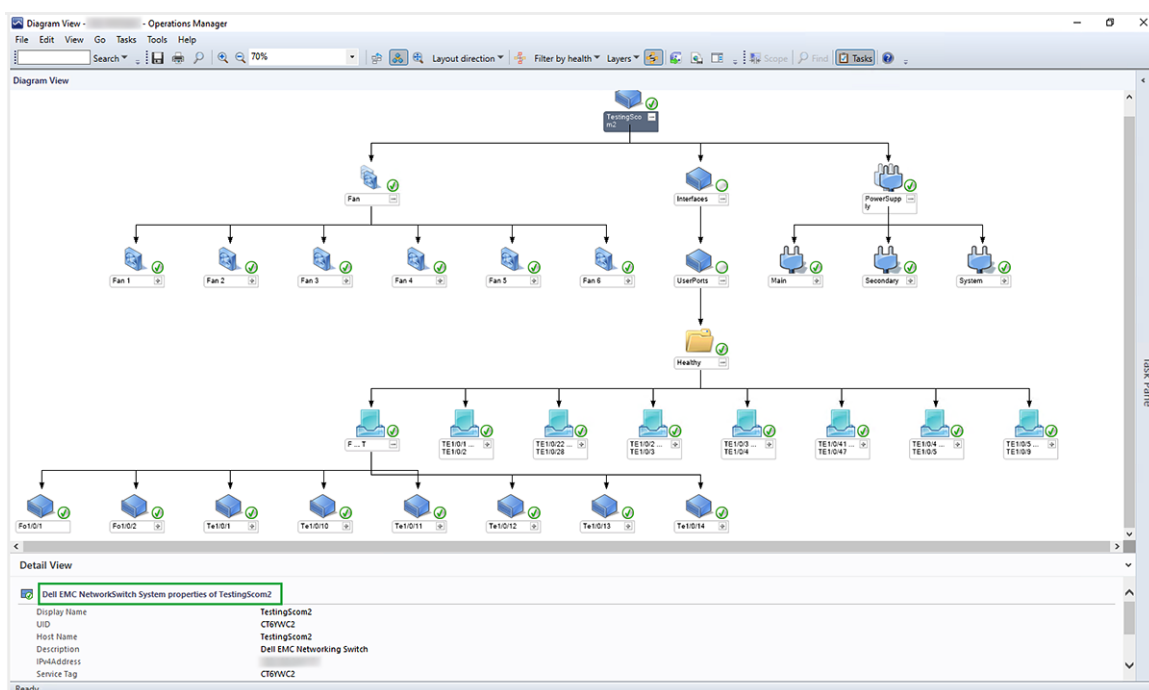 Diagram View - - Operations Manager
File Edit View Go Tasks Tools Help
Search 70% Layout direction Filter by health Layers Scope Find Tasks
Diagram View
TestingSco
m2
Fan Interfaces PowerSupp
ly
Fan 1 Fan 2 Fan 3 Fan 4 Fan 5 Fan 6 UserPorts Main Secondary System
Healthy
F ... T TE1/0/1 ... TE1/0/22 ... TE1/0/2 ... TE1/0/3 ... TE1/0/41 ... TE1/0/4 ... TE1/0/5 ...
TE1/0/2 TE1/0/28 TE1/0/3 TE1/0/4 TE1/0/47 TE1/0/5 TE1/0/9
Fo1/0/1 Fo1/0/2 Te1/0/1 Te1/0/10 Te1/0/11 Te1/0/12 Te1/0/13 Te1/0/14
Task Pane
Detail View
Dell EMC NetworkSwitch System properties of TestingScom2
Display Name TestingScom2
UID CT6YWC2
Host Name TestingScom2
Description Dell EMC Networking Switch
IPv4Address
Service Tag CT6YWC2
Ready